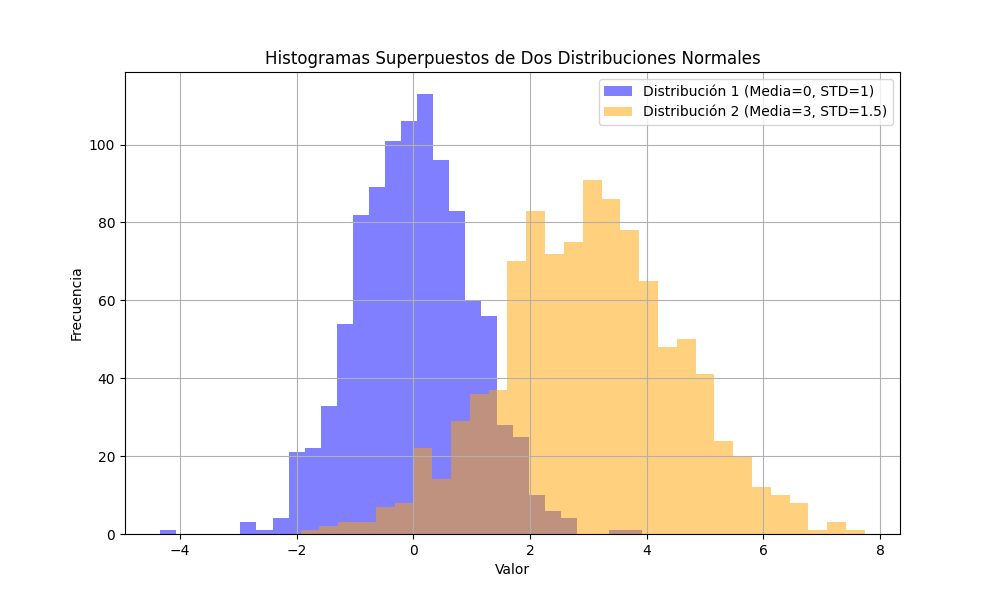 Histogramas Superpuestos de Dos Distribuciones Normales
Distribución 1 (Media=0, STD=1)
Distribución 2 (Media=3, STD=1.5)
Frecuencia
100
80
60
40
20
0
−4
−2
0
2
4
6
8
Valor